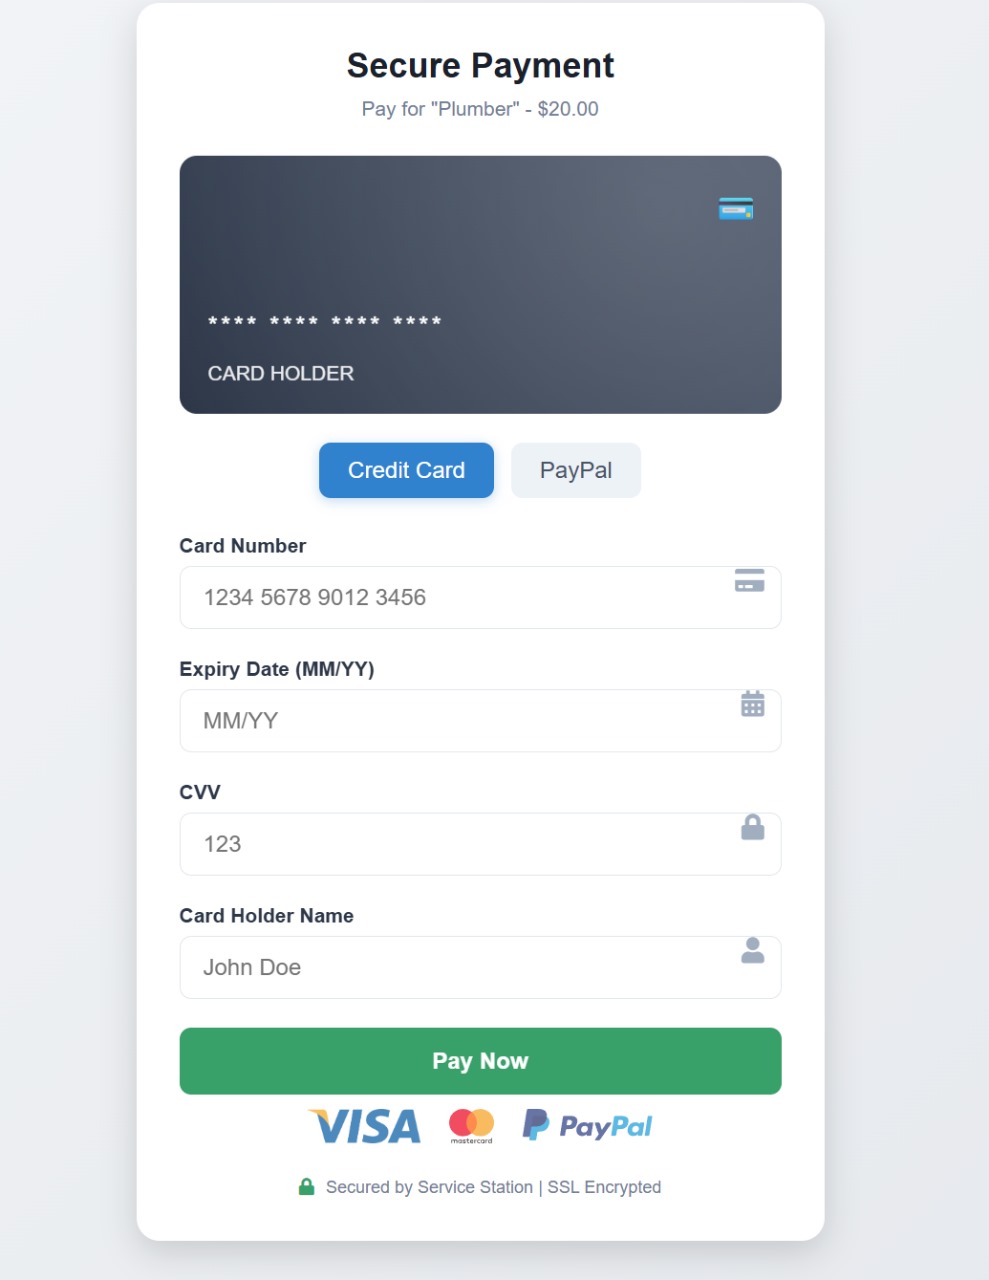 Secure Payment
Pay for "Plumber" - $20.00
**** **** **** ****
CARD HOLDER
Credit Card PayPal
Card Number
1234 5678 9012 3456
Expiry Date (MM/YY)
MM/YY
CVV
123
Card Holder Name
John Doe
Pay Now
VISA mastercard PayPal
Secured by Service Station | SSL Encrypted